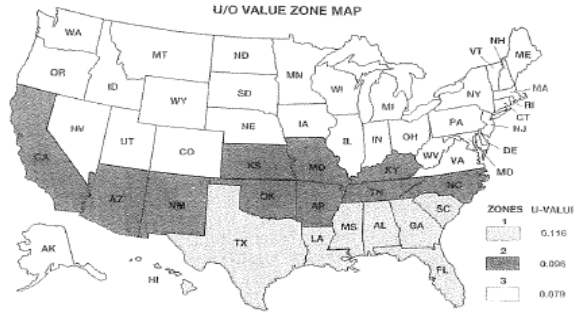 U/O VALUE ZONE MAP
WA
MT
ND
MN
OR
ID
SD
WI
MI
VT
NH
ME
NY
MA
RI
CT
NJ
WY
NE
IA
PA
NV
UT
CO
IL
IN
OH
WV
VA
DE
MD
CA
KS
MO
KY
AZ
NM
OK
AR
TN
NC
TX
LA
MS
AL
GA
SC
FL
AK
HI
ZONES U-VALUE
1
0.116
2
3
0.079